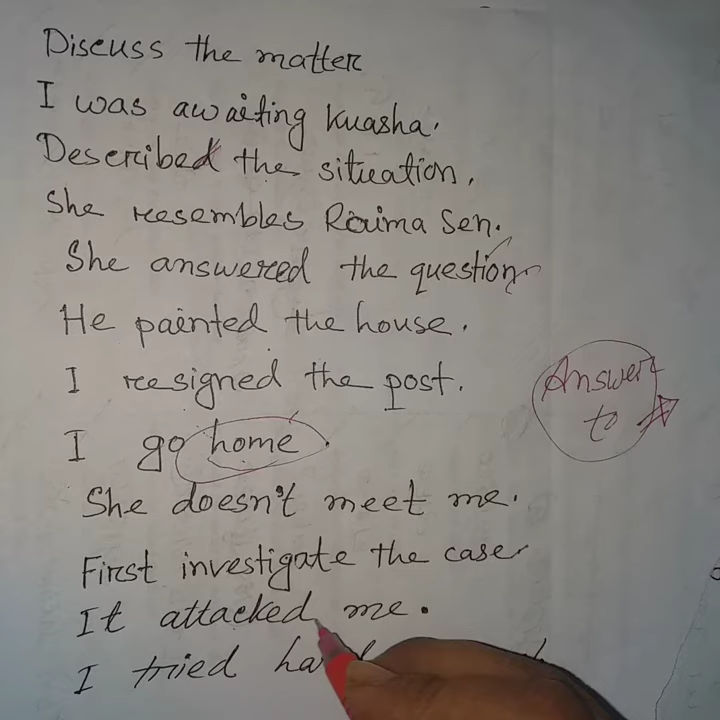 Discuss the matter
I was awaiting Kuasha.
Described the situation.
She resembles Raima Sen.
She answered the question
He painted the house.
I resigned the post.
Answer
to
I go home.
She doesn't meet me.
First investigate the case
It attacked me.
I tried